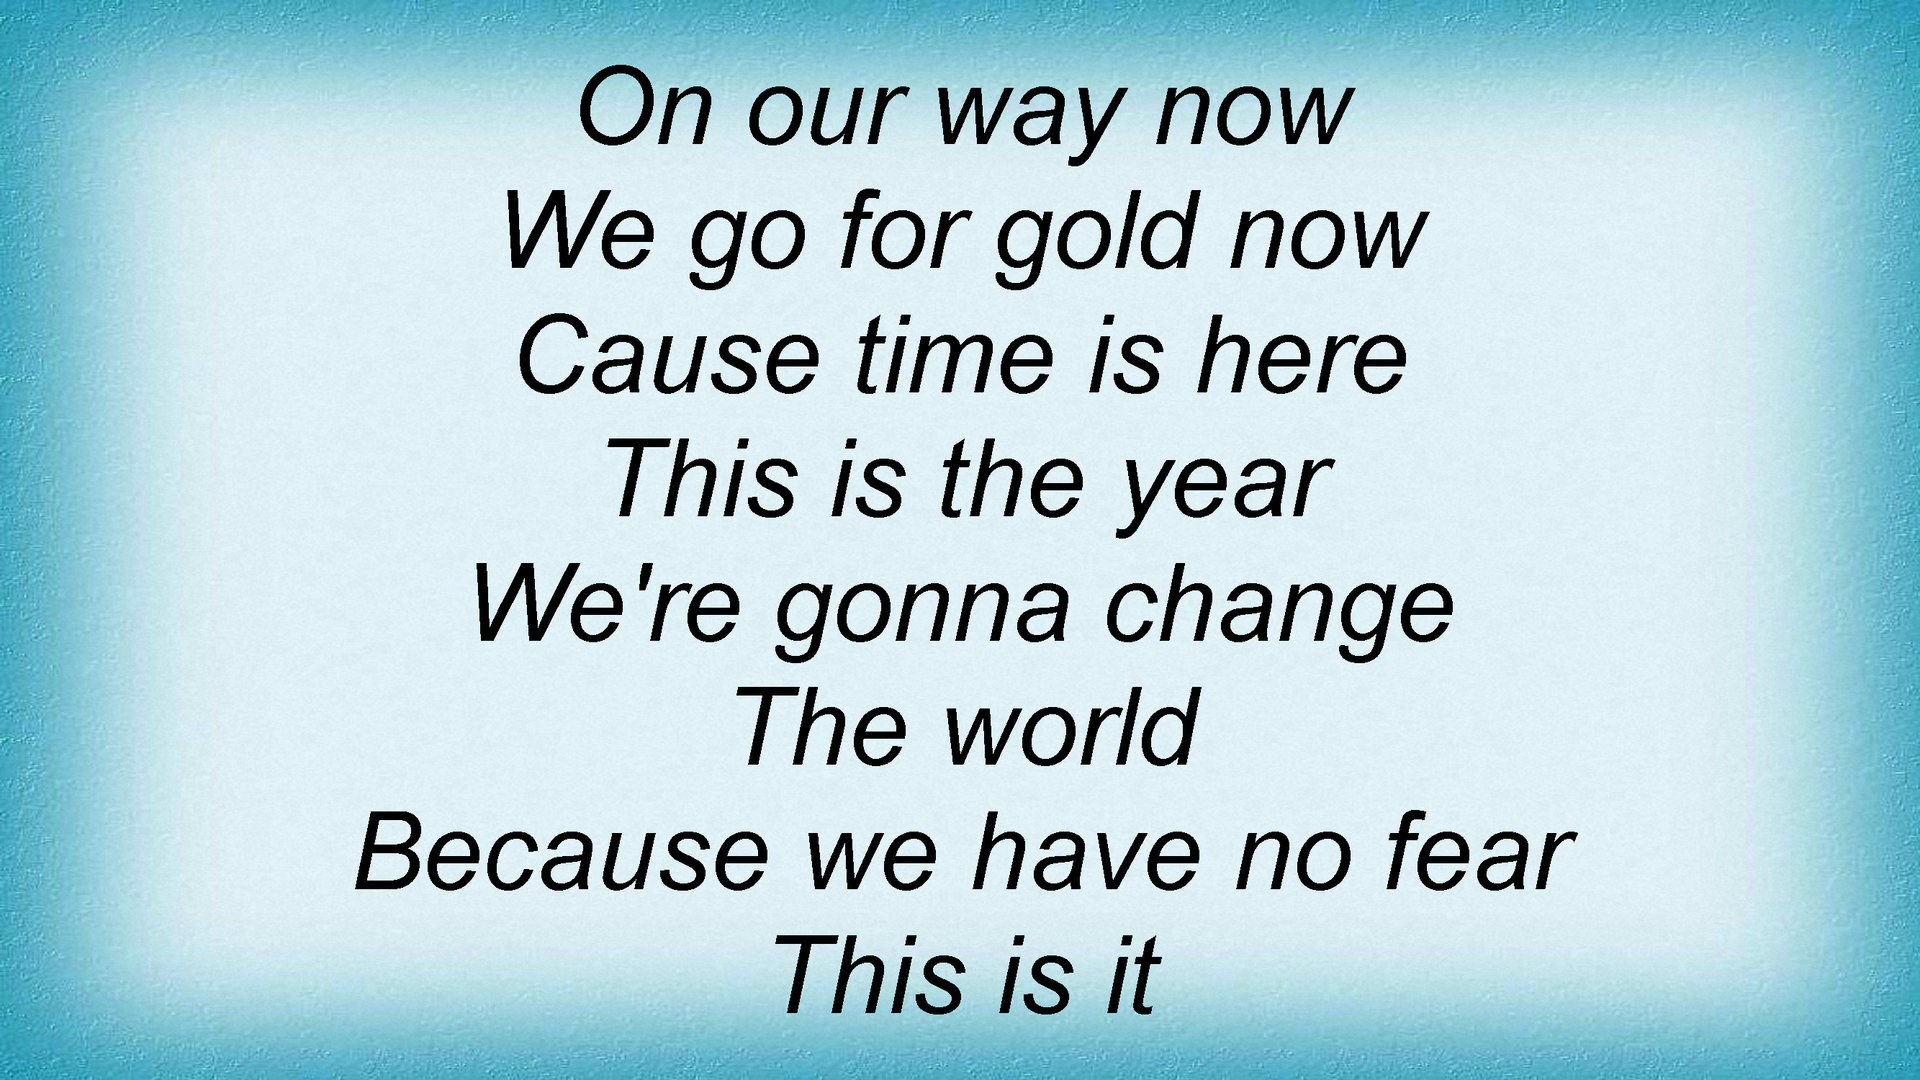 On our way now
We go for gold now
Cause time is here
This is the year
We're gonna change
The world
Because we have no fear
This is it